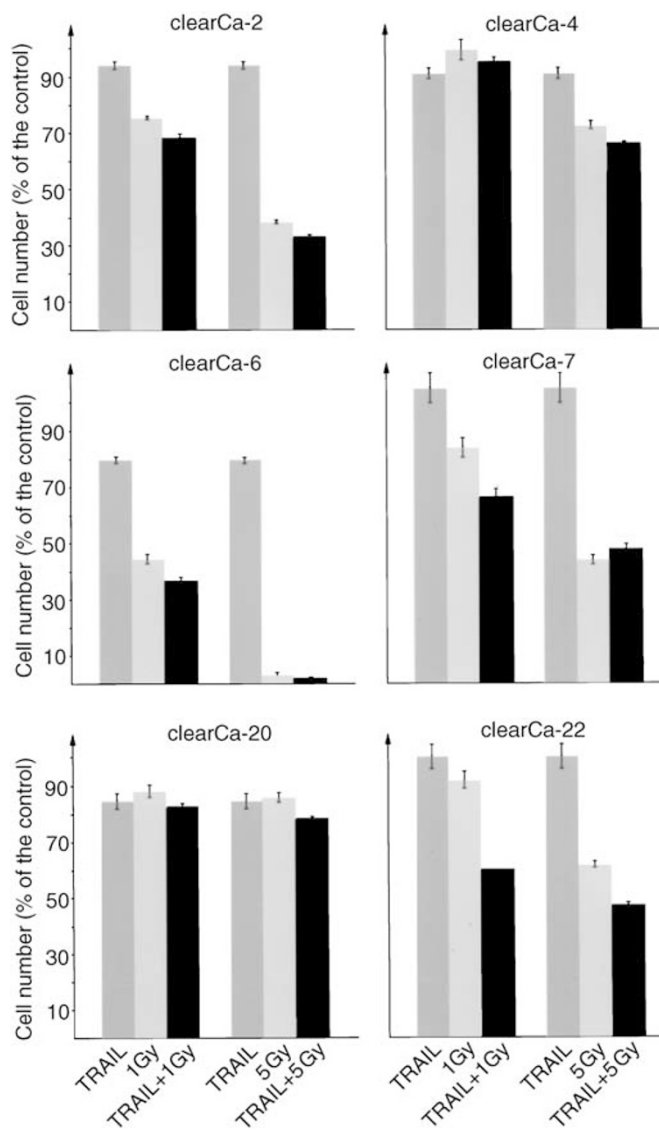 clearCa-2
clearCa-4
Cell number (% of the control)
90
70
50
30
10
clearCa-6
clearCa-7
Cell number (% of the control)
90
70
50
30
10
clearCa-20
clearCa-22
Cell number (% of the control)
90
70
50
30
10
TRAIL
1Gy
TRAIL+1Gy
TRAIL
5Gy
TRAIL+5Gy
TRAIL
1Gy
TRAIL+1Gy
TRAIL
5Gy
TRAIL+5Gy